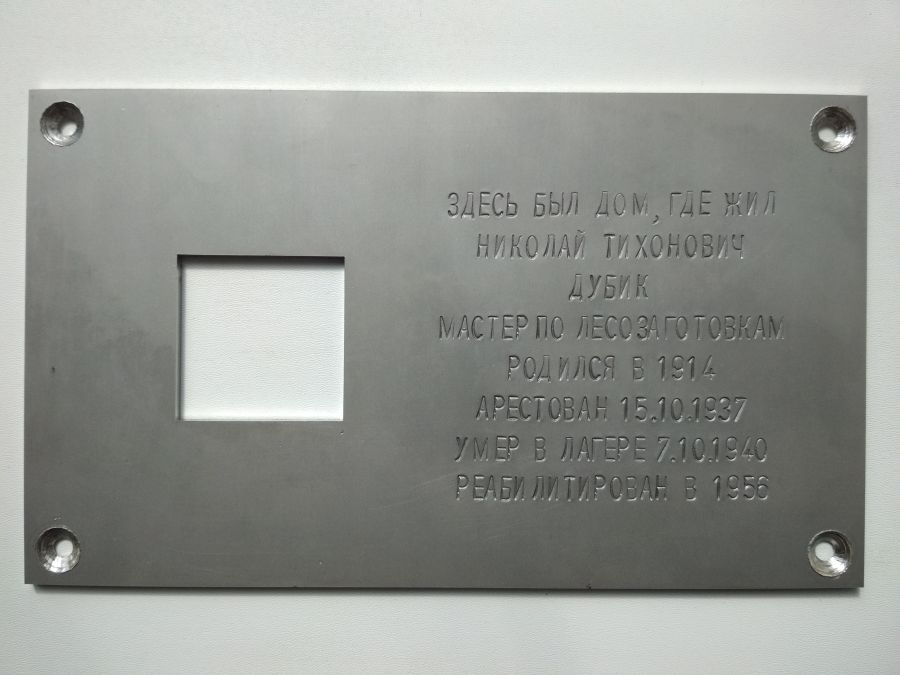 ЗДЕСЬ БЫЛ ДОМ, ГДЕ ЖИЛ
НИКОЛАЙ ТИХОНОВИЧ
ДУБИК
МАСТЕР ПО ЛЕСОЗАГОТОВКАМ
РОДИЛСЯ В 1914
АРЕСТОВАН 15.10.1937
УМЕР В ЛАГЕРЕ 7.10.1940
РЕАБИЛИТИРОВАН В 1956